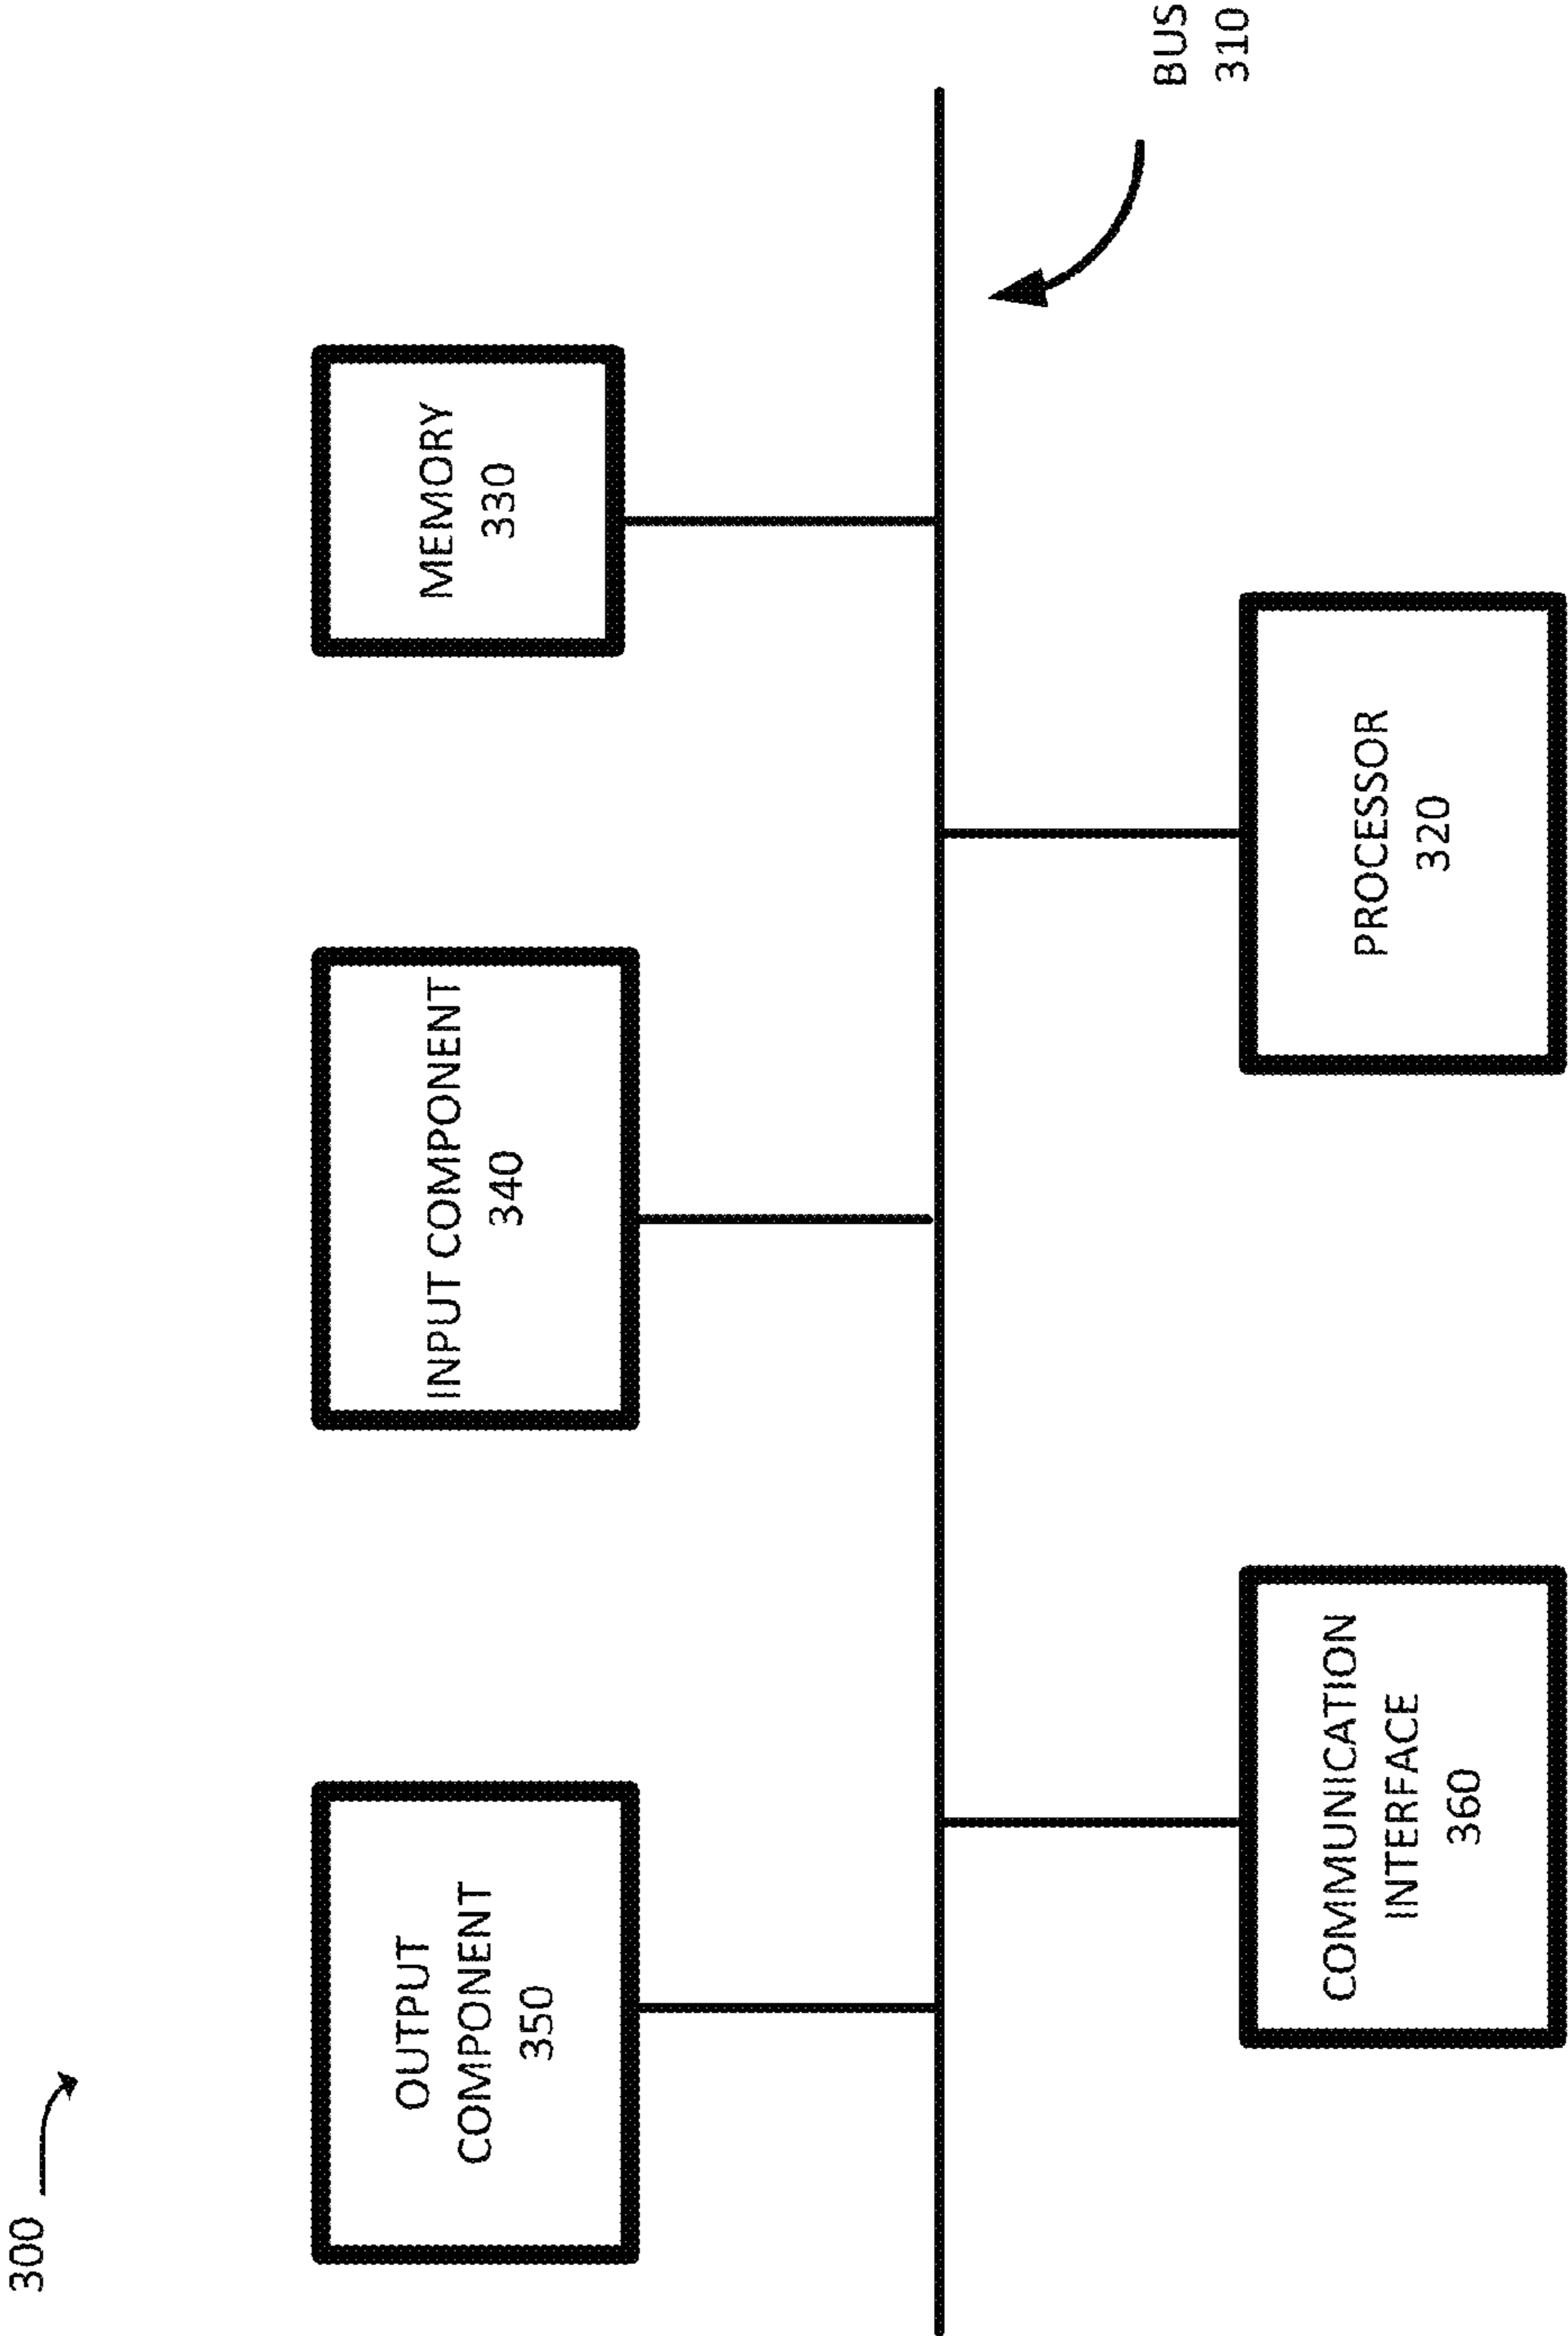 300
OUTPUT
COMPONENT
350
INPUT COMPONENT
340
MEMORY
330
COMMUNICATION
INTERFACE
360
PROCESSOR
320
BUS
310